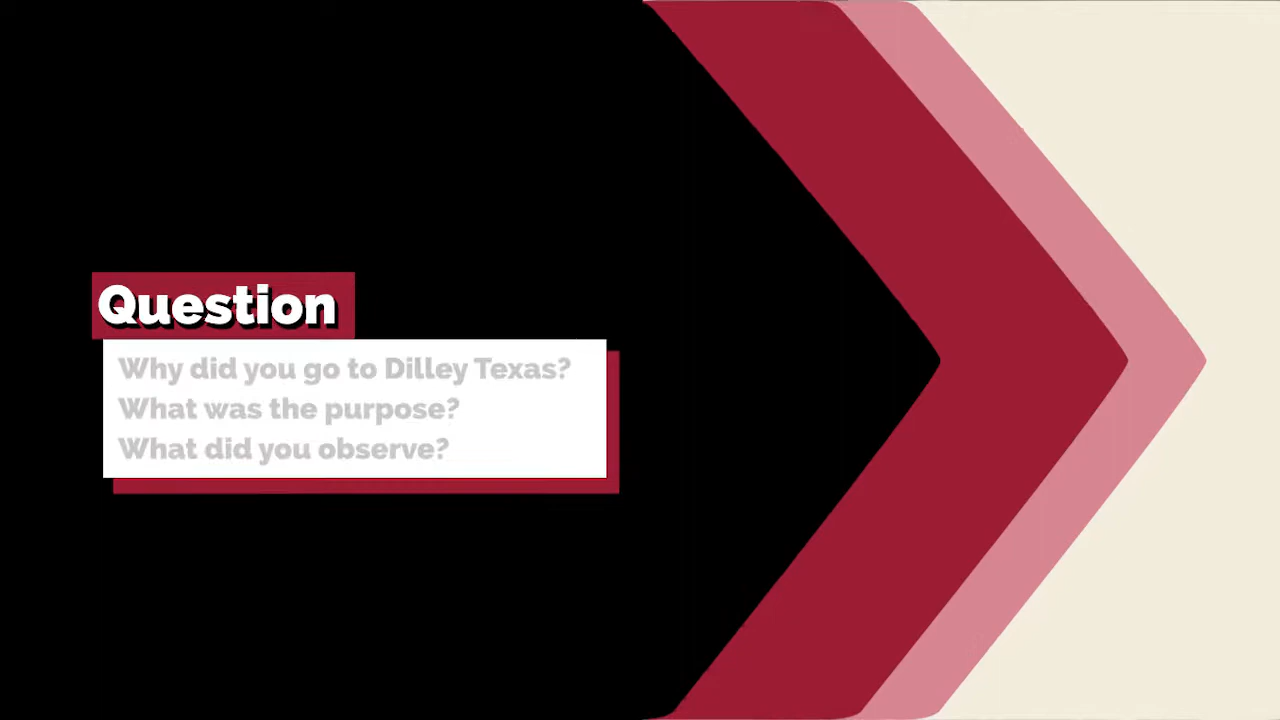 Question
Why did you go to Dilley Texas?
What was the purpose?
What did you observe?